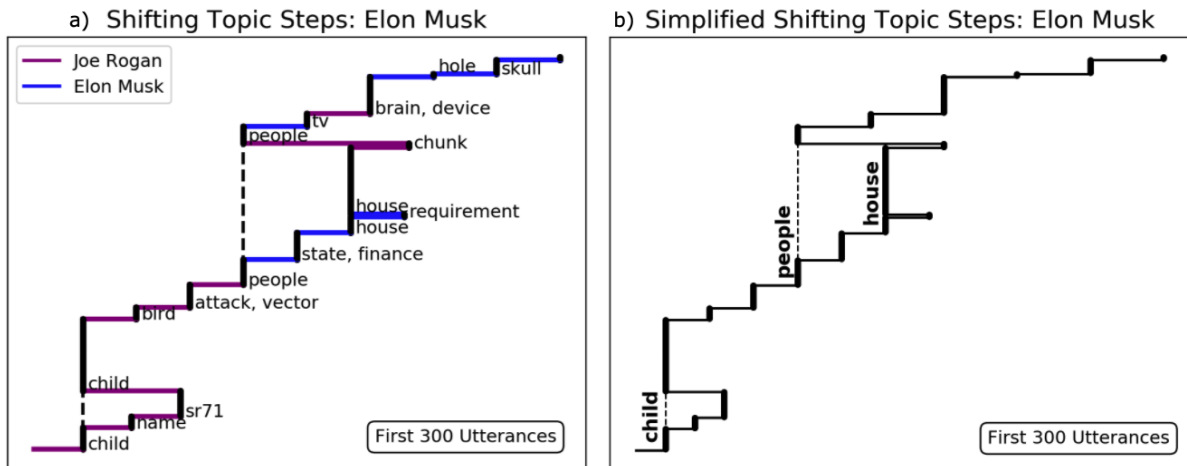 a) Shifting Topic Steps: Elon Musk
Joe Rogan
Elon Musk
hole
skull
brain, device
tv
people
chunk
house
requirement
house
state, finance
people
attack, vector
bird
child
sr71
name
child
First 300 Utterances
b) Simplified Shifting Topic Steps: Elon Musk
house
people
child
First 300 Utterances